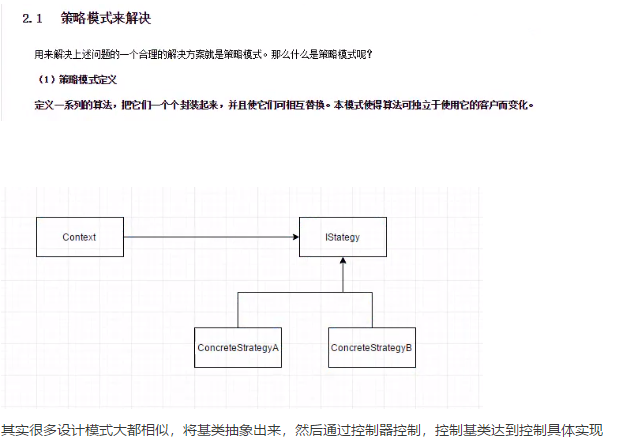 2.1 策略模式来解决
用来解决上述问题的一个合理的解决方案就是策略模式。那么什么是策略模式呢?
（1）策略模式定义
定义一系列的算法，把它们一个个封装起来，并且使它们可相互替换。本模式使得算法可独立于使用它的客户而变化。
Context
IStategy
ConcreteStrategyA
ConcreteStrategyB
其实很多设计模式大都相似，将基类抽象出来，然后通过控制器控制，控制基类达到控制具体实现